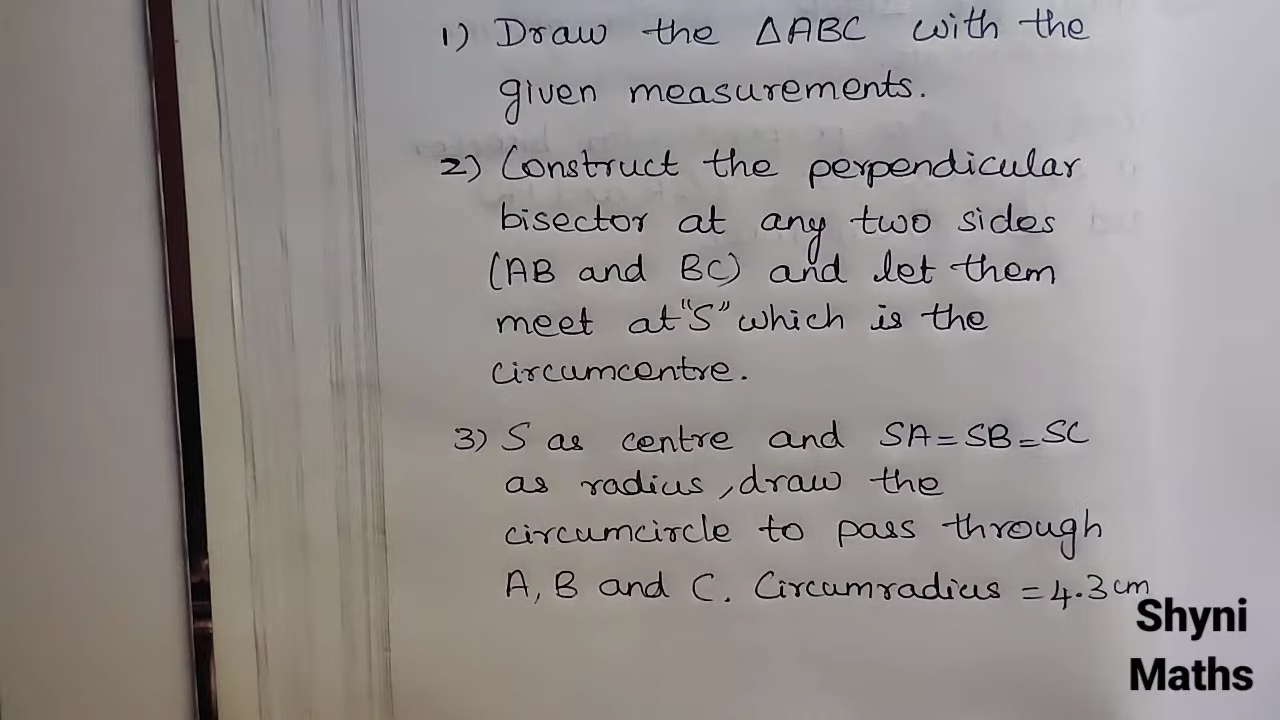 1) Draw the △ABC with the
given measurements.
2) Construct the perpendicular
bisector at any two sides
(AB and BC) and let them
meet at "S" which is the
circumcentre.
3) S as centre and SA=SB=SC
as radius, draw the
circumcircle to pass through
A, B and C. Circumradius = 4.3 cm
Shyni
Maths